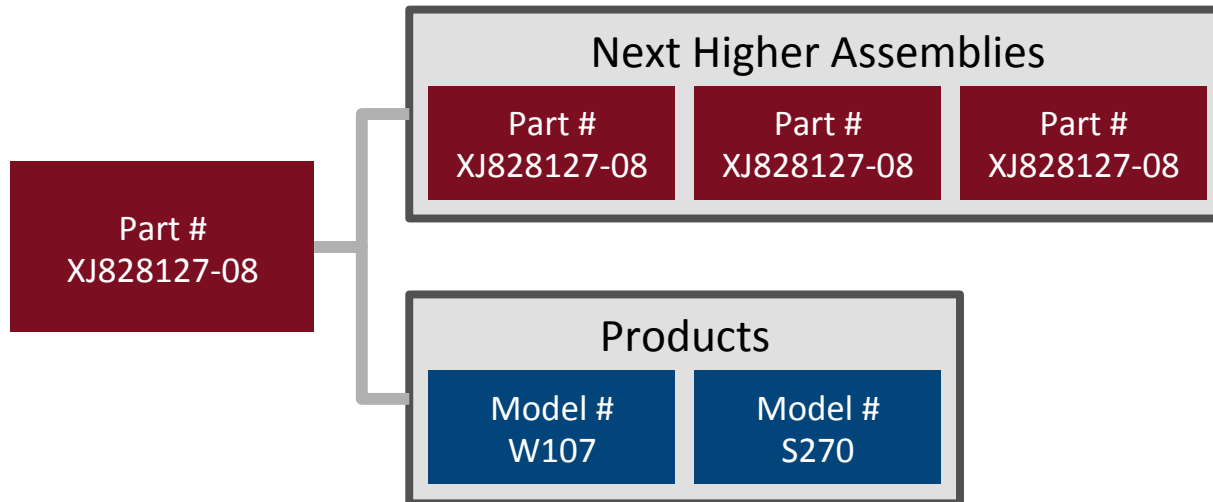 Next Higher Assemblies
Part #
XJ828127-08
Part #
XJ828127-08
Part #
XJ828127-08
Part #
XJ828127-08
Products
Model #
W107
Model #
S270